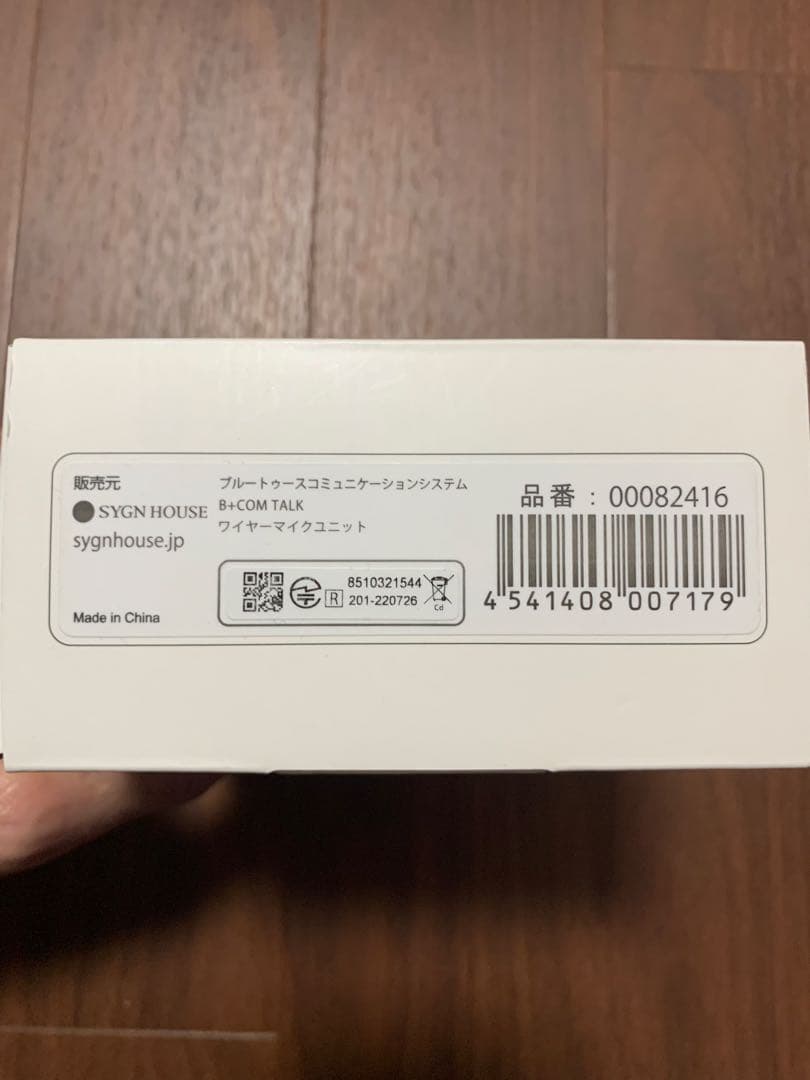 販売元
SYGN HOUSE
sygnhouse.jp
Made in China
ブルートゥースコミュニケーションシステム
B+COM TALK
ワイヤーマイクユニット
R
8510321544
201-220726
Cd
品番：00082416
4 541408 007179